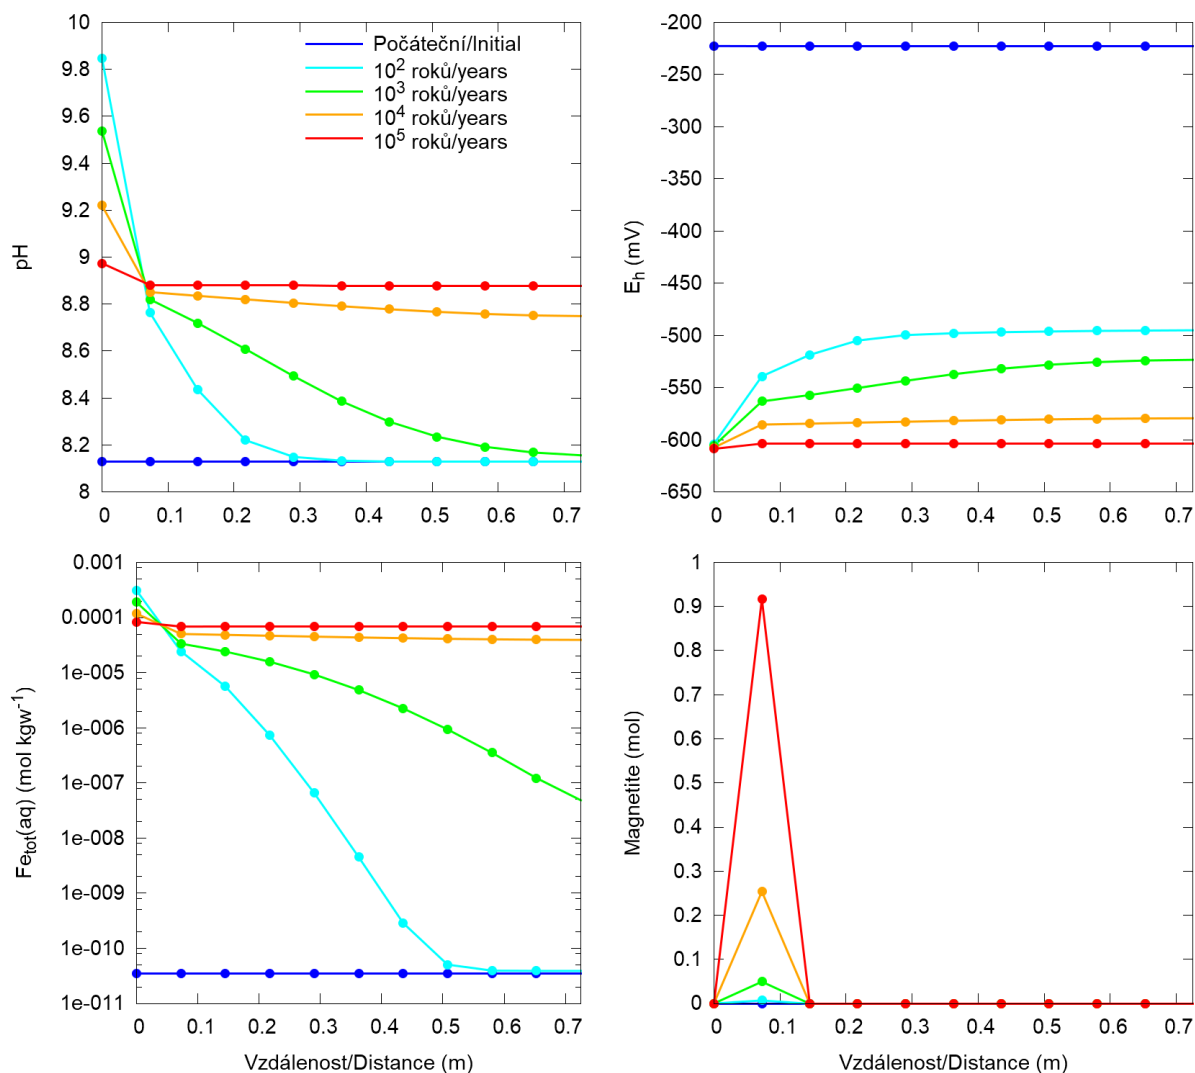 10
9.8
9.6
9.4
9.2
9
8.8
8.6
8.4
8.2
8
pH
Počáteční/Initial
10² roků/years
10³ roků/years
10⁴ roků/years
10⁵ roků/years
0 0.1 0.2 0.3 0.4 0.5 0.6 0.7
-200
-250
-200
-350
-400
-450
-500
-550
-600
-650
E_h (mV)
0 0.1 0.2 0.3 0.4 0.5 0.6 0.7
0.001
0.0001
1e-005
1e-006
1e-007
1e-008
1e-009
1e-010
1e-011
Fe_tot(aq) (mol kgw⁻¹)
0 0.1 0.2 0.3 0.4 0.5 0.6 0.7
Vzdálenost/Distance (m)
1
0.9
0.8
0.7
0.6
0.5
0.4
0.3
0.2
0.1
0
Magnetite (mol)
0 0.1 0.2 0.3 0.4 0.5 0.6 0.7
Vzdálenost/Distance (m)